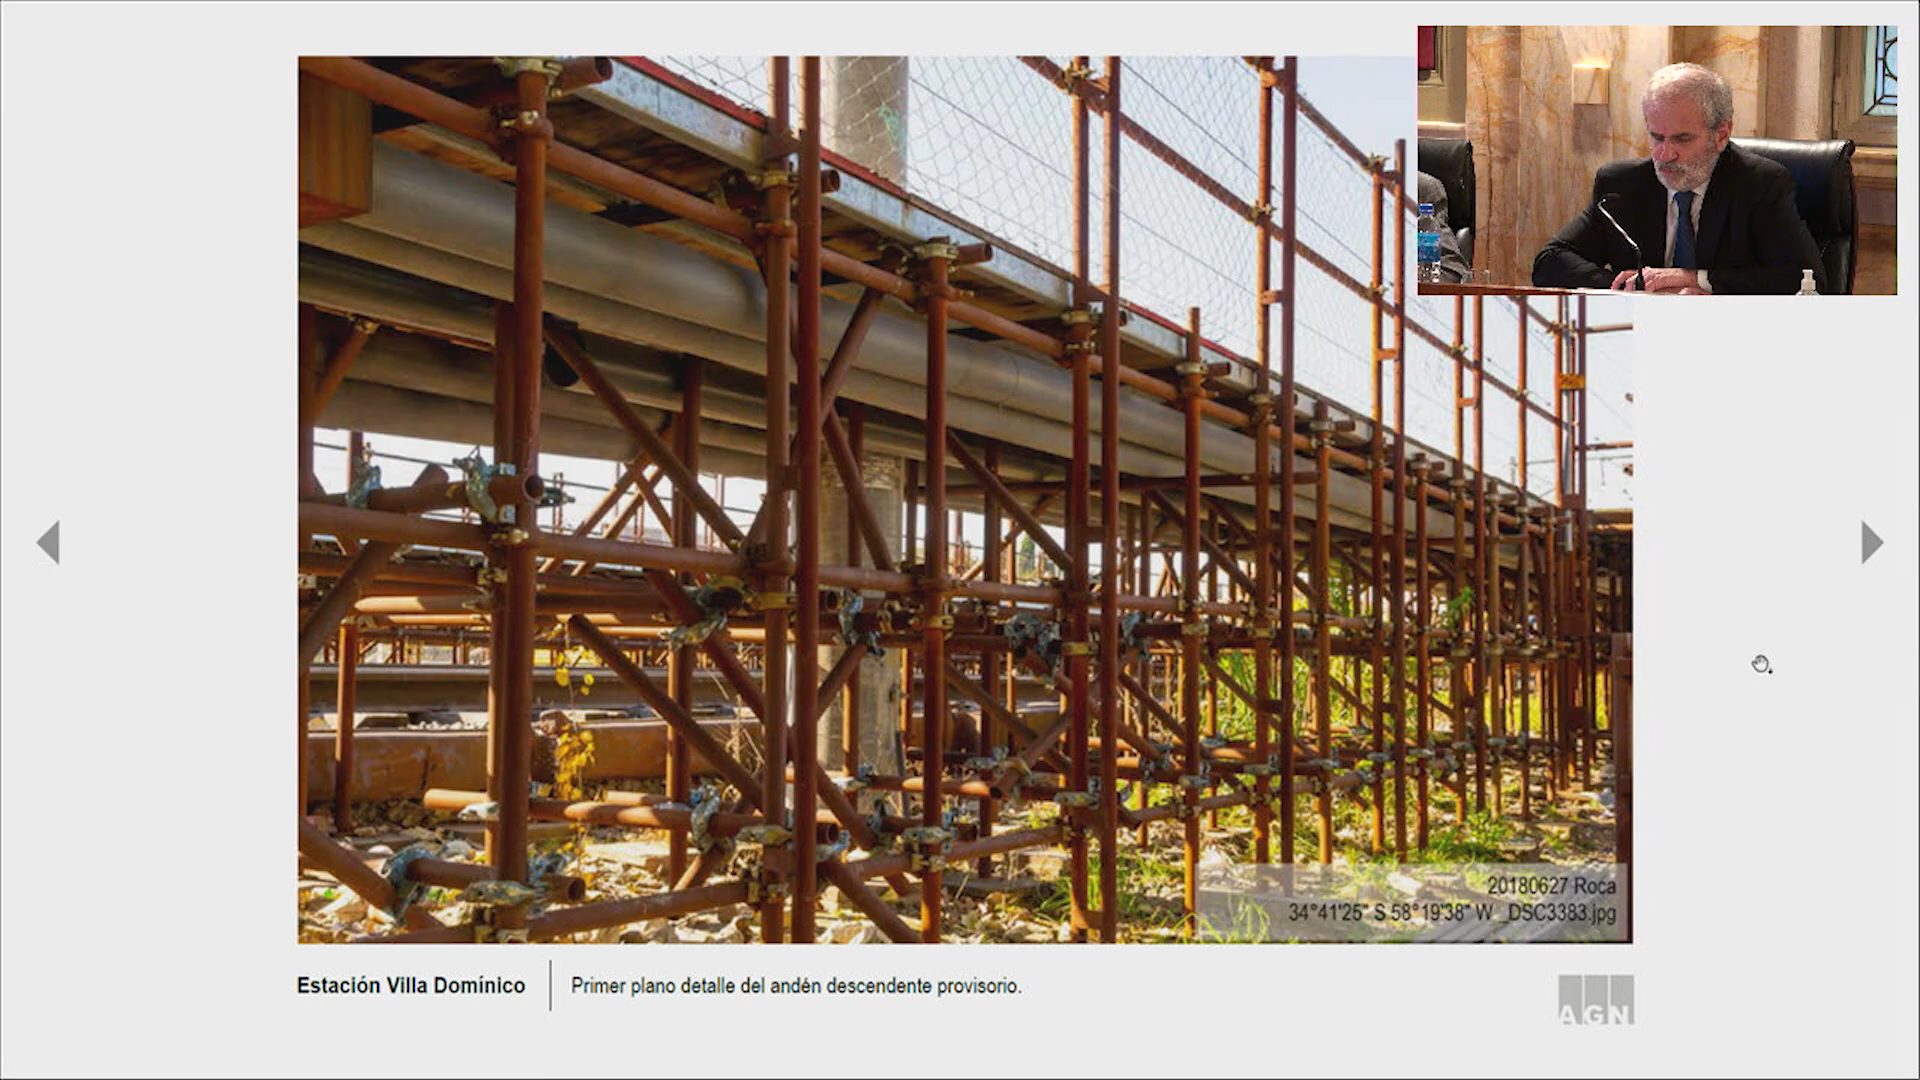 20180627 Roca
34°41'25" S 58°19'38" W _DSC3383.jpg
Estación Villa Domínico
Primer plano detalle del andén descendente provisorio.
AGN